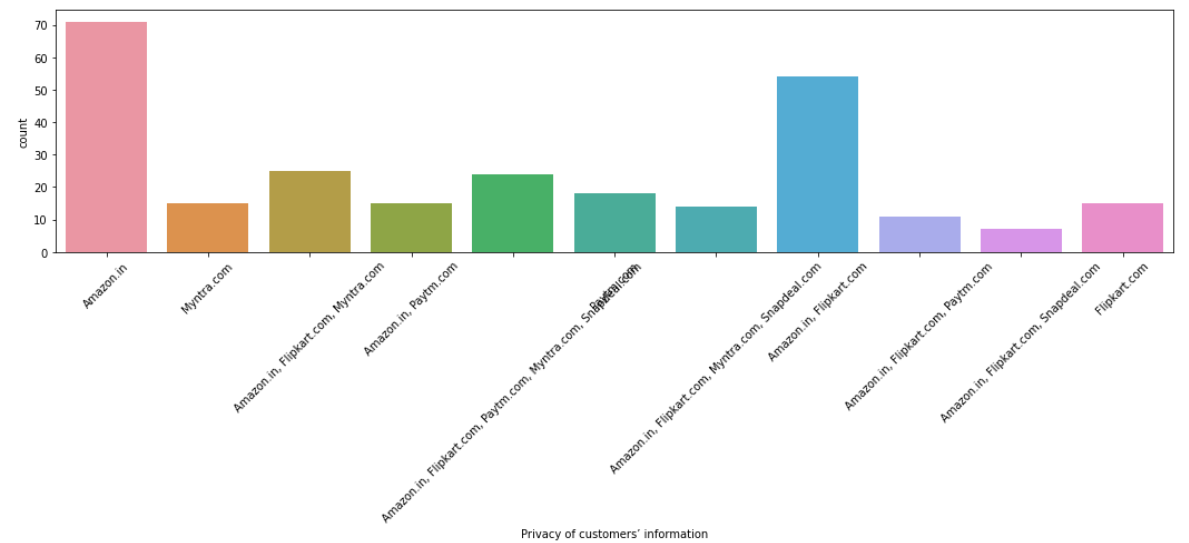 70
60
50
40
30
20
10
0
count
Amazon.in
Myntra.com
Amazon.in, Flipkart.com, Myntra.com
Amazon.in, Paytm.com
Amazon.in, Flipkart.com, Paytm.com, Myntra.com, Snapdeal.com
Paytm.com
Amazon.in, Flipkart.com, Myntra.com, Snapdeal.com
Amazon.in, Flipkart.com
Amazon.in, Flipkart.com, Paytm.com
Amazon.in, Flipkart.com, Snapdeal.com
Flipkart.com
Privacy of customers’ information